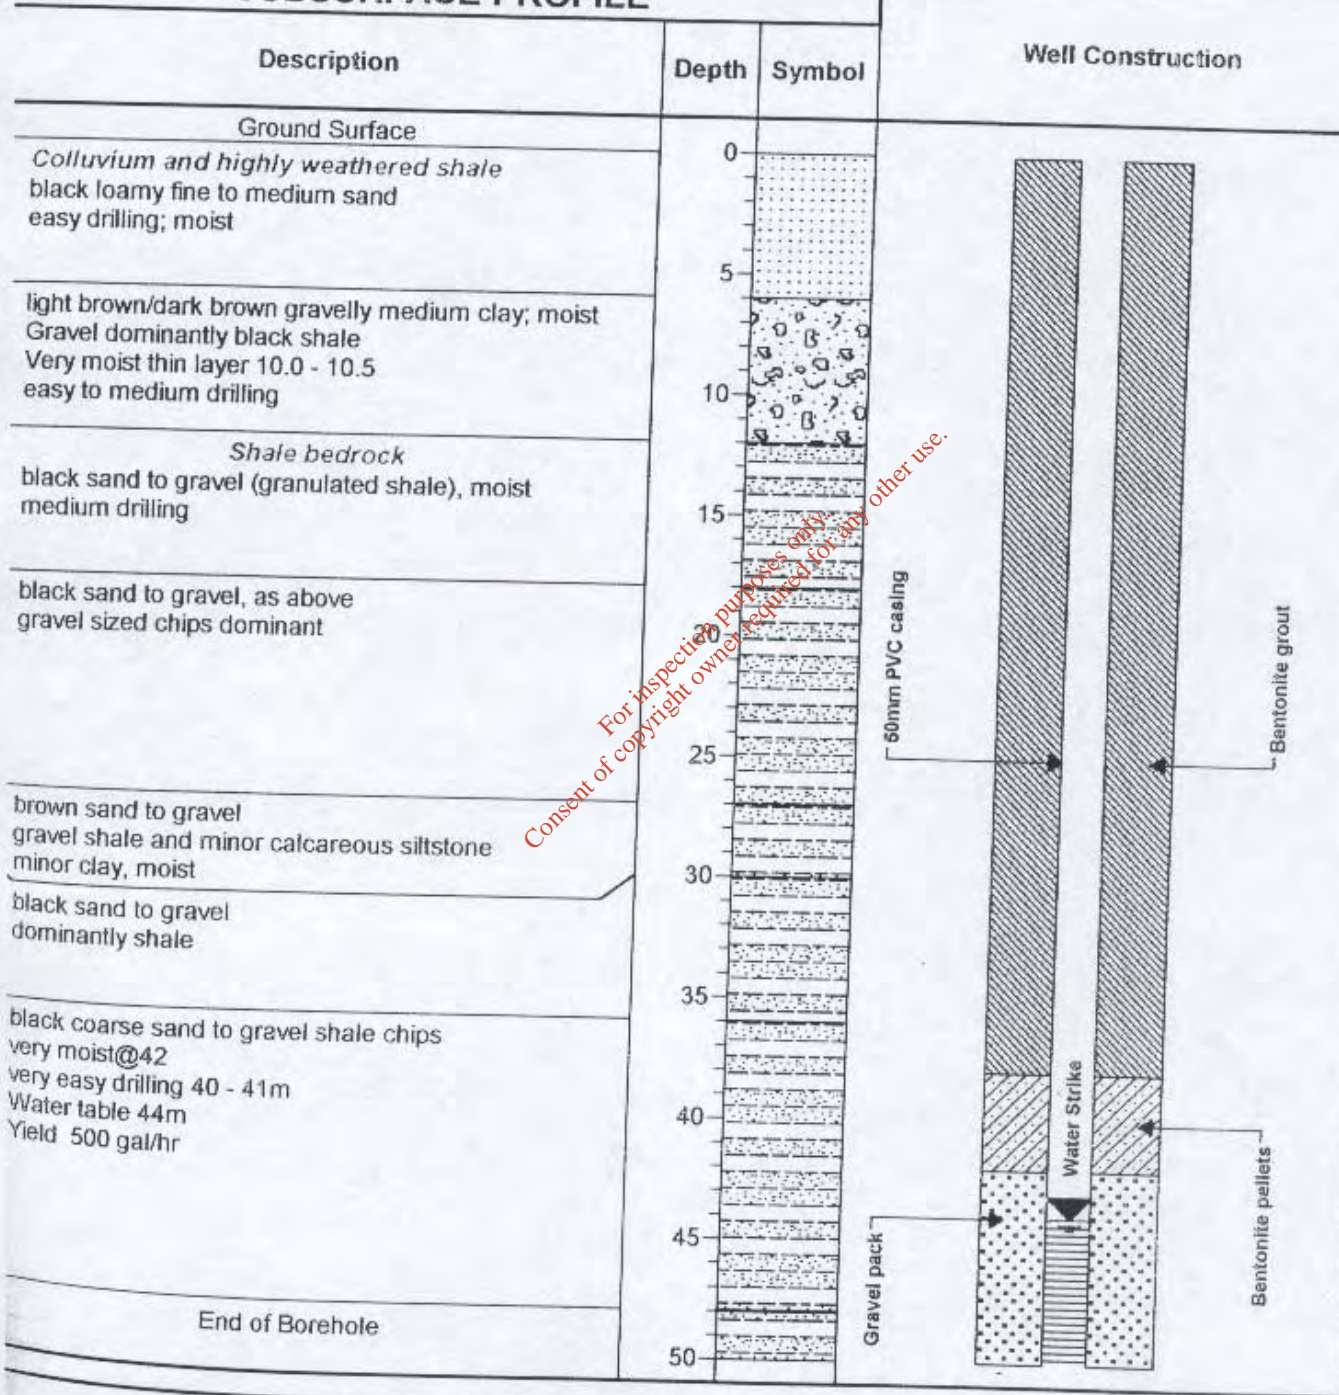 SUBSURFACE PROFILE
Description
Depth
Symbol
Well Construction
Ground Surface
Colluvium and highly weathered shale
black loamy fine to medium sand
easy drilling; moist
light brown/dark brown gravelly medium clay; moist
Gravel dominantly black shale
Very moist thin layer 10.0 - 10.5
easy to medium drilling
Shale bedrock
black sand to gravel (granulated shale), moist
medium drilling
black sand to gravel, as above
gravel sized chips dominant
brown sand to gravel
gravel shale and minor calcareous siltstone
minor clay, moist
black sand to gravel
dominantly shale
black coarse sand to gravel shale chips
very moist@42
very easy drilling 40 - 41m
Water table 44m
Yield 500 gal/hr
End of Borehole
0
5
10
15
20
25
30
35
40
45
50
60mm PVC casing
Bentonite grout
Water Strike
Gravel pack
Bentonite pellets
For inspection purposes only.
Consent of copyright owner required for any other use.